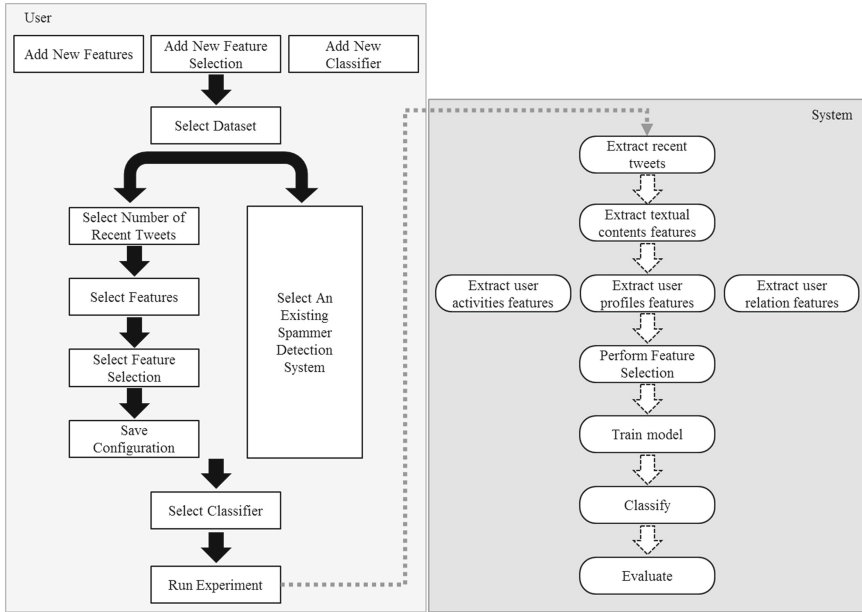 User
Add New Features
Add New Feature
Selection
Add New
Classifier
Select Dataset
Select Number of
Recent Tweets
Select Features
Select Feature
Selection
Save
Configuration
Select An
Existing
Spammer
Detection
System
Select Classifier
Run Experiment
System
Extract recent
tweets
Extract textual
contents features
Extract user
activities features
Extract user
profiles features
Extract user
relation features
Perform Feature
Selection
Train model
Classify
Evaluate